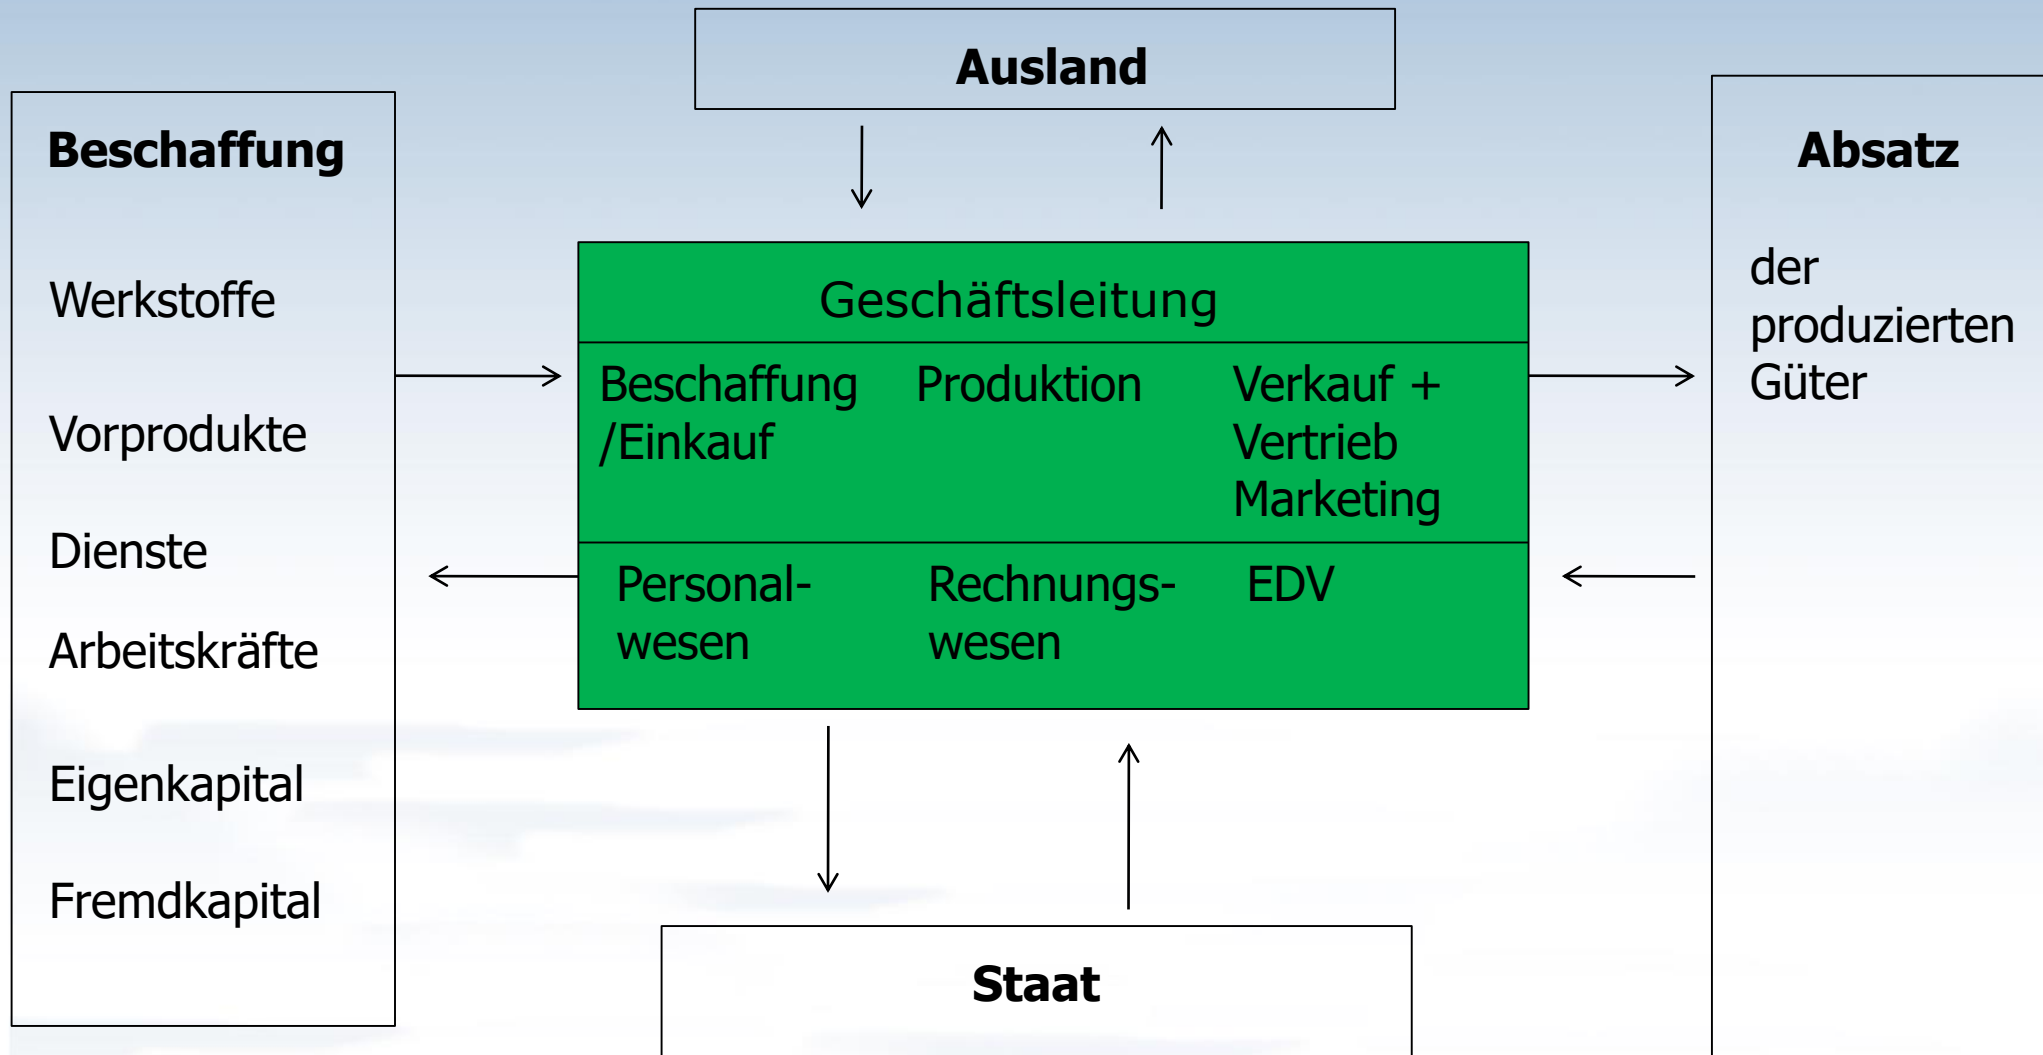 Ausland
Beschaffung
Werkstoffe
Vorprodukte
Dienste
Arbeitskräfte
Eigenkapital
Fremdkapital
Geschäftsleitung
Beschaffung
/Einkauf
Produktion
Verkauf +
Vertrieb
Marketing
Personal-
wesen
Rechnungs-
wesen
EDV
Absatz
der
produzierten
Güter
Staat